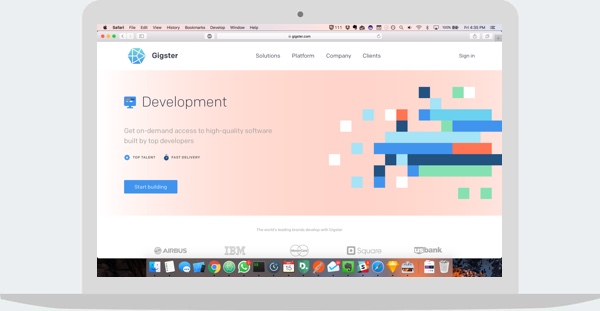 Safari File Edit View History Bookmarks Develop Window Help
100% Fri 4:35 PM
gigster.com
Gigster Solutions Platform Company Clients Sign in
Development
Get on-demand access to high-quality software
built by top developers
TOP TALENT FAST DELIVERY
Start building
The world's leading brands develop with Gigster
AIRBUS IBM MasterCard Square usbank
15